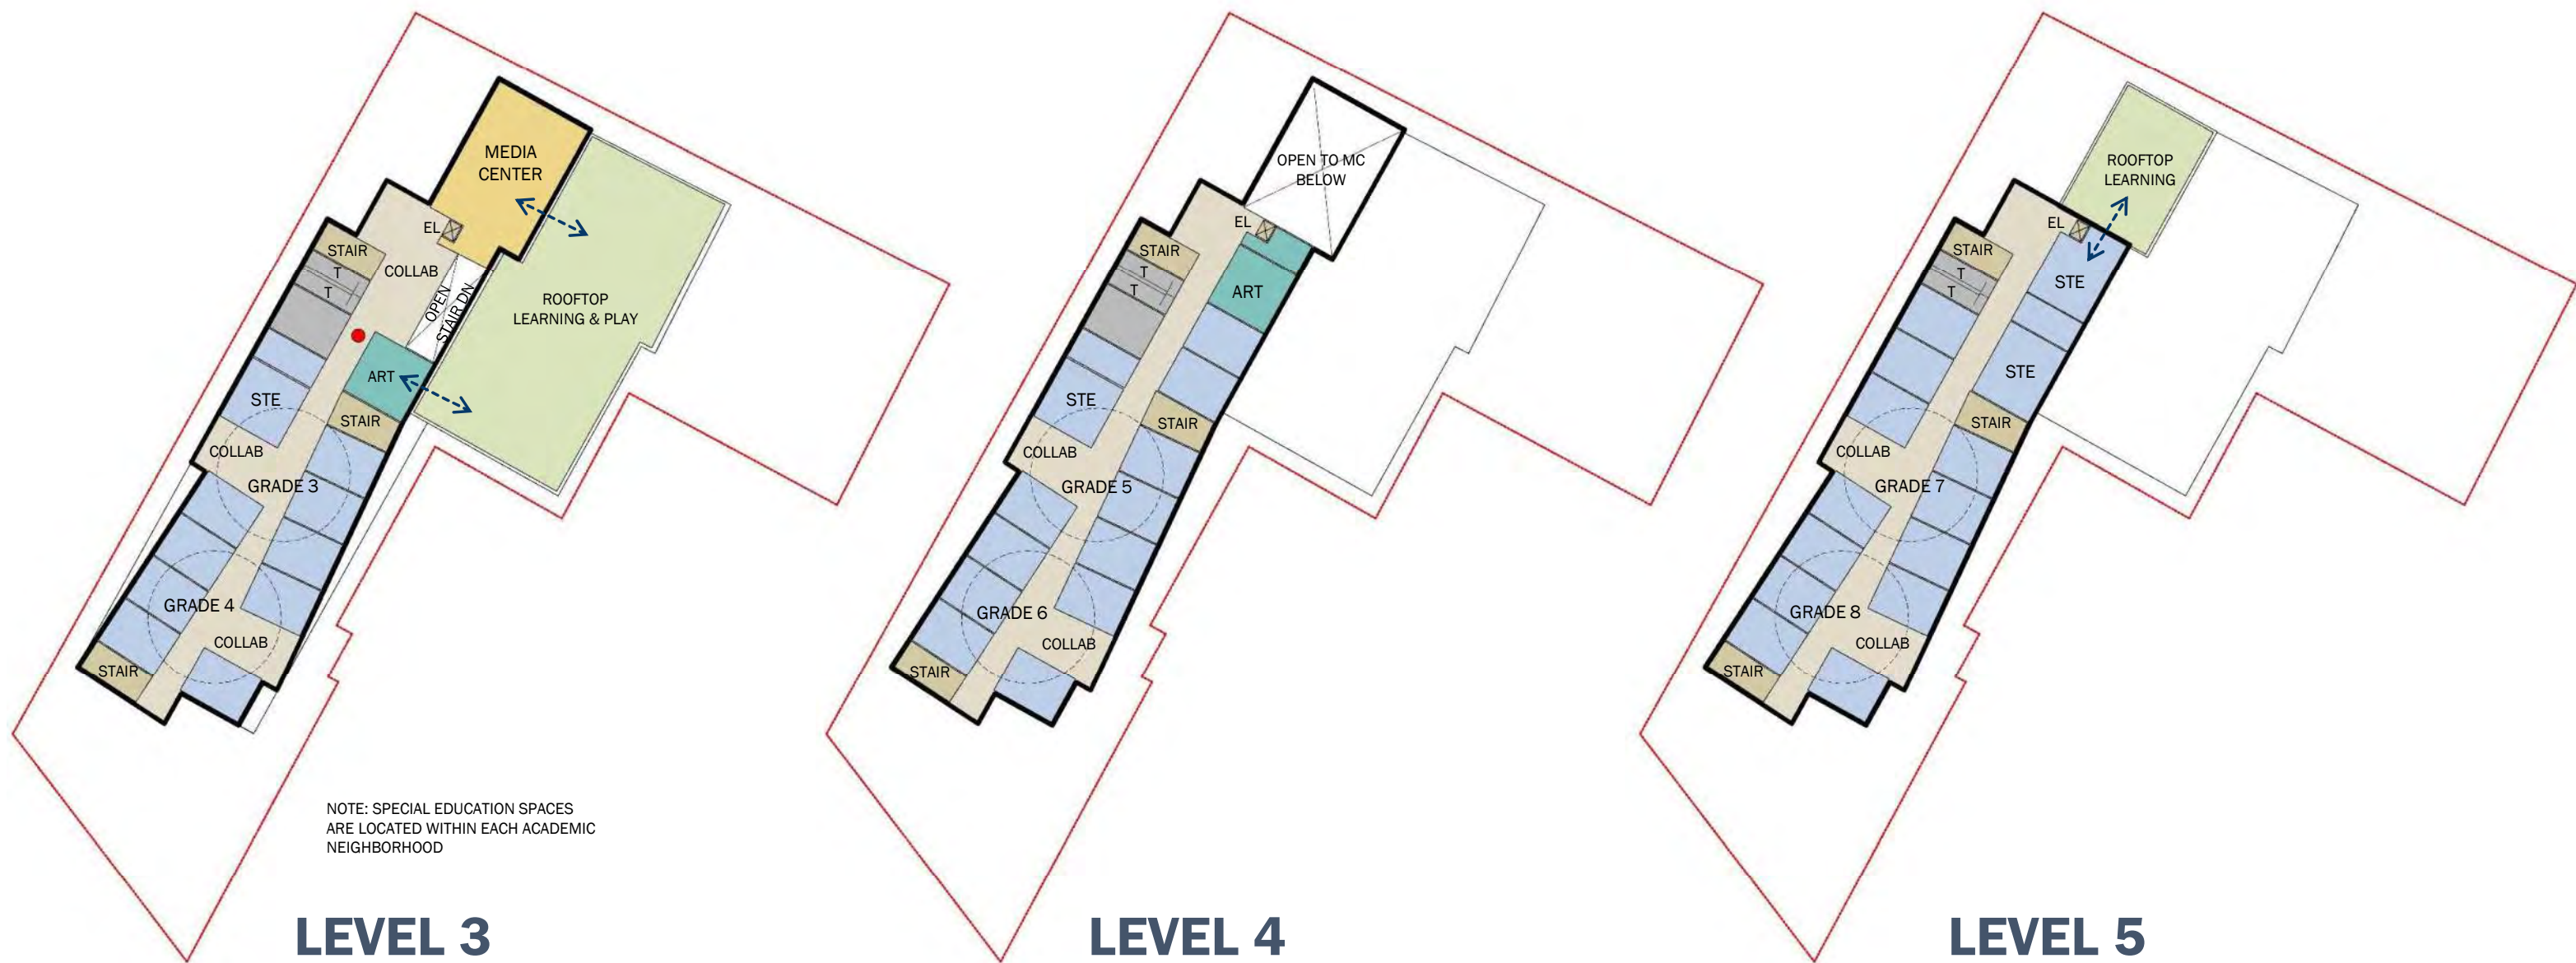 MEDIA
CENTER
EL
STAIR
T
T
COLLAB
OPEN
STAIR DN
ROOFTOP
LEARNING & PLAY
ART
STE
STAIR
COLLAB
GRADE 3
GRADE 4
COLLAB
STAIR
NOTE: SPECIAL EDUCATION SPACES
ARE LOCATED WITHIN EACH ACADEMIC
NEIGHBORHOOD
LEVEL 3
OPEN TO MC
BELOW
EL
STAIR
T
T
ART
STE
STAIR
COLLAB
GRADE 5
GRADE 6
COLLAB
STAIR
LEVEL 4
ROOFTOP
LEARNING
EL
STAIR
T
T
STE
STE
STAIR
COLLAB
GRADE 7
GRADE 8
COLLAB
STAIR
LEVEL 5